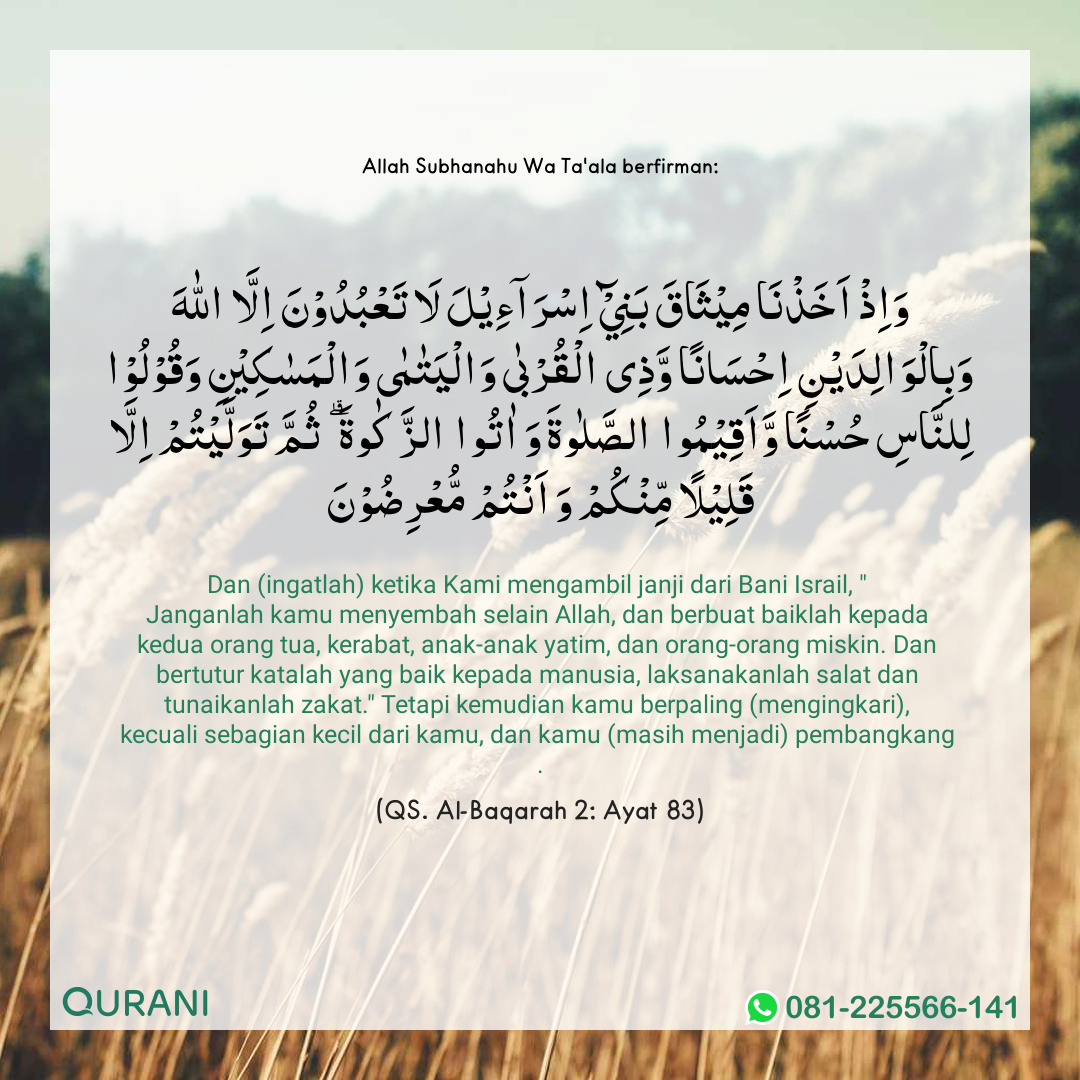 Allah Subhanahu Wa Ta'ala berfirman:
وَاِذْ اَخَذْنَا مِيْثَاقَ بَنِيْٓ اِسْرَآءِيْلَ لَا تَعْبُدُوْنَ اِلَّا اللّٰهَ
وَبِالْوَالِدَيْنِ اِحْسَانًا وَّذِى الْقُرْبٰى وَالْيَتٰمٰى وَالْمَسٰكِيْنِ وَقُوْلُوْا
لِلنَّاسِ حُسْنًا وَّاَقِيْمُوا الصَّلٰوةَ وَاٰتُوا الزَّكٰوةَ ۗ ثُمَّ تَوَلَّيْتُمْ اِلَّا
قَلِيْلًا مِّنْكُمْ وَاَنْتُمْ مُّعْرِضُوْنَ
Dan (ingatlah) ketika Kami mengambil janji dari Bani Israil, "
Janganlah kamu menyembah selain Allah, dan berbuat baiklah kepada
kedua orang tua, kerabat, anak-anak yatim, dan orang-orang miskin. Dan
bertutur katalah yang baik kepada manusia, laksanakanlah salat dan
tunaikanlah zakat." Tetapi kemudian kamu berpaling (mengingkari),
kecuali sebagian kecil dari kamu, dan kamu (masih menjadi) pembangkang
.
(QS. Al-Baqarah 2: Ayat 83)
QURANI
081-225566-141